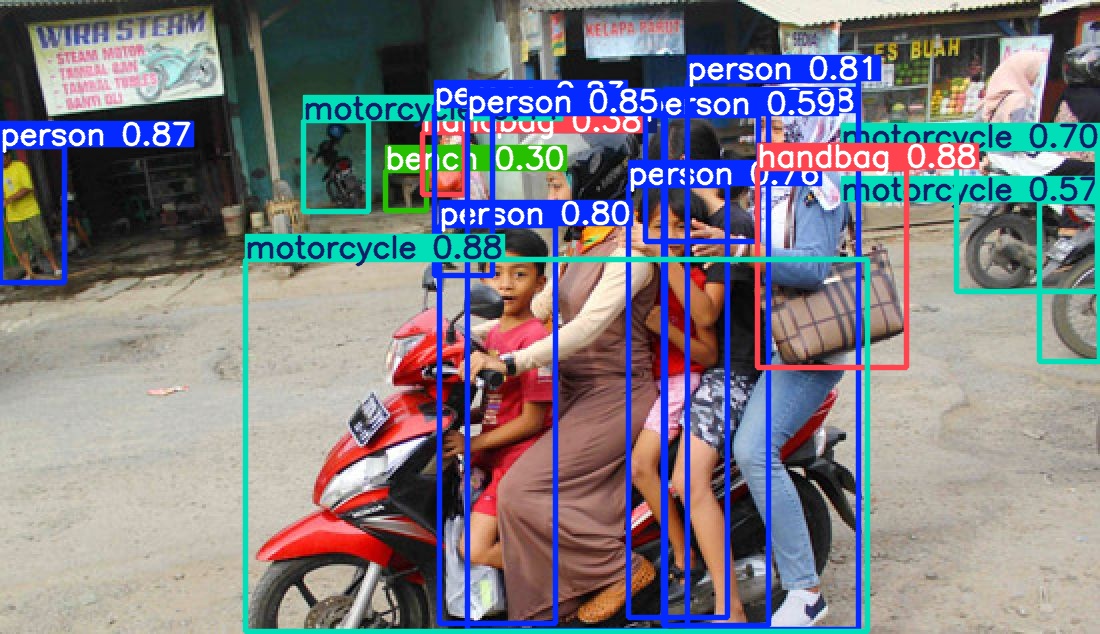 WIRA STEAM
- STEAM MOTOR
- TAMBAL BAN
- TAMBAL TUBLES
- GANTI OLI
KELAPA PARUT
SEDIA
ES BUAH
person 0.87
motorcycle
person 0.85
person 0.81
person 0.59
handbag 0.38
bench 0.30
person 0.76
handbag 0.88
motorcycle 0.70
motorcycle 0.57
person 0.80
motorcycle 0.88
HONDA